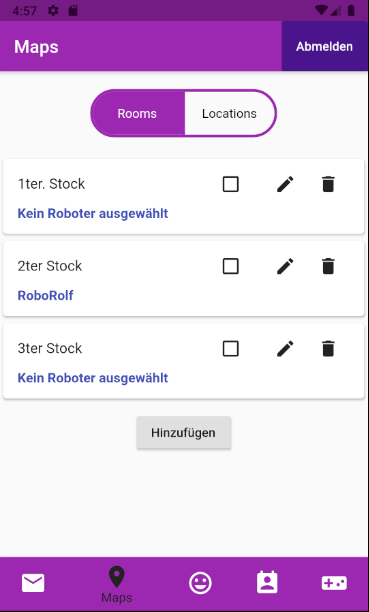 4:57
Maps
Abmelden
Rooms
Locations
1ter. Stock
Kein Roboter ausgewählt
2ter Stock
RoboRolf
3ter Stock
Kein Roboter ausgewählt
Hinzufügen
Maps